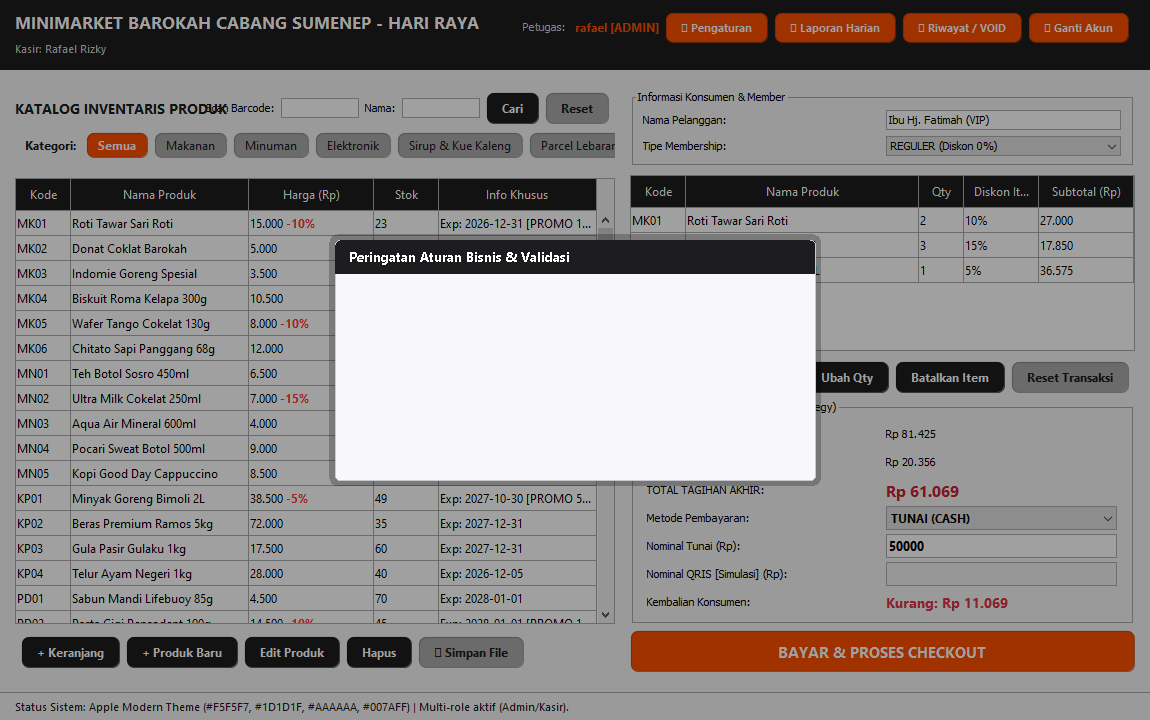 MINIMARKET BAROKAH CABANG SUMENEP - HARI RAYA
Kasir: Rafael Rizky
Petugas: rafael [ADMIN]
Pengaturan
Laporan Harian
Riwayat / VOID
Ganti Akun
KATALOG INVENTARIS PRODUK
Barcode:
Nama:
Cari
Reset
Kategori:
Semua
Makanan
Minuman
Elektronik
Sirup & Kue Kaleng
Parcel Lebaran
Kode Nama Produk Harga (Rp) Stok Info Khusus
MK01 Roti Tawar Sari Roti 15.000 -10% 23 Exp: 2026-12-31 [PROMO 1...
MK02 Donat Coklat Barokah 5.000
MK03 Indomie Goreng Spesial 3.500
MK04 Biskuit Roma Kelapa 300g 10.500
MK05 Wafer Tango Cokelat 130g 8.000 -10%
MK06 Chitato Sapi Panggang 68g 12.000
MN01 Teh Botol Sosro 450ml 6.500
MN02 Ultra Milk Cokelat 250ml 7.000 -15%
MN03 Aqua Air Mineral 600ml 4.000
MN04 Pocari Sweat Botol 500ml 9.000
MN05 Kopi Good Day Cappuccino 8.500
KP01 Minyak Goreng Bimoli 2L 38.500 -5% 49 Exp: 2027-10-30 [PROMO 5...
KP02 Beras Premium Ramos 5kg 72.000 35 Exp: 2027-12-31
KP03 Gula Pasir Gulaku 1kg 17.500 60 Exp: 2027-12-31
KP04 Telur Ayam Negeri 1kg 28.000 40 Exp: 2026-12-05
PD01 Sabun Mandi Lifebuoy 85g 4.500 70 Exp: 2028-01-01
+ Keranjang
+ Produk Baru
Edit Produk
Hapus
Simpan File
Informasi Konsumen & Member
Nama Pelanggan: Ibu Hj. Fatimah (VIP)
Tipe Membership: REGULER (Diskon 0%)
Kode Nama Produk Qty Diskon It... Subtotal (Rp)
MK01 Roti Tawar Sari Roti 2 10% 27.000
3 15% 17.850
1 5% 36.575
Peringatan Aturan Bisnis & Validasi
Ubah Qty
Batalkan Item
Reset Transaksi
egy)
Rp 81.425
Rp 20.356
TOTAL TAGIHAN AKHIR: Rp 61.069
Metode Pembayaran: TUNAI (CASH)
Nominal Tunai (Rp): 50000
Nominal QRIS [Simulasi] (Rp):
Kembalian Konsumen: Kurang: Rp 11.069
BAYAR & PROSES CHECKOUT
Status Sistem: Apple Modern Theme (#F5F5F7, #1D1D1F, #AAAAAA, #007AFF) | Multi-role aktif (Admin/Kasir).